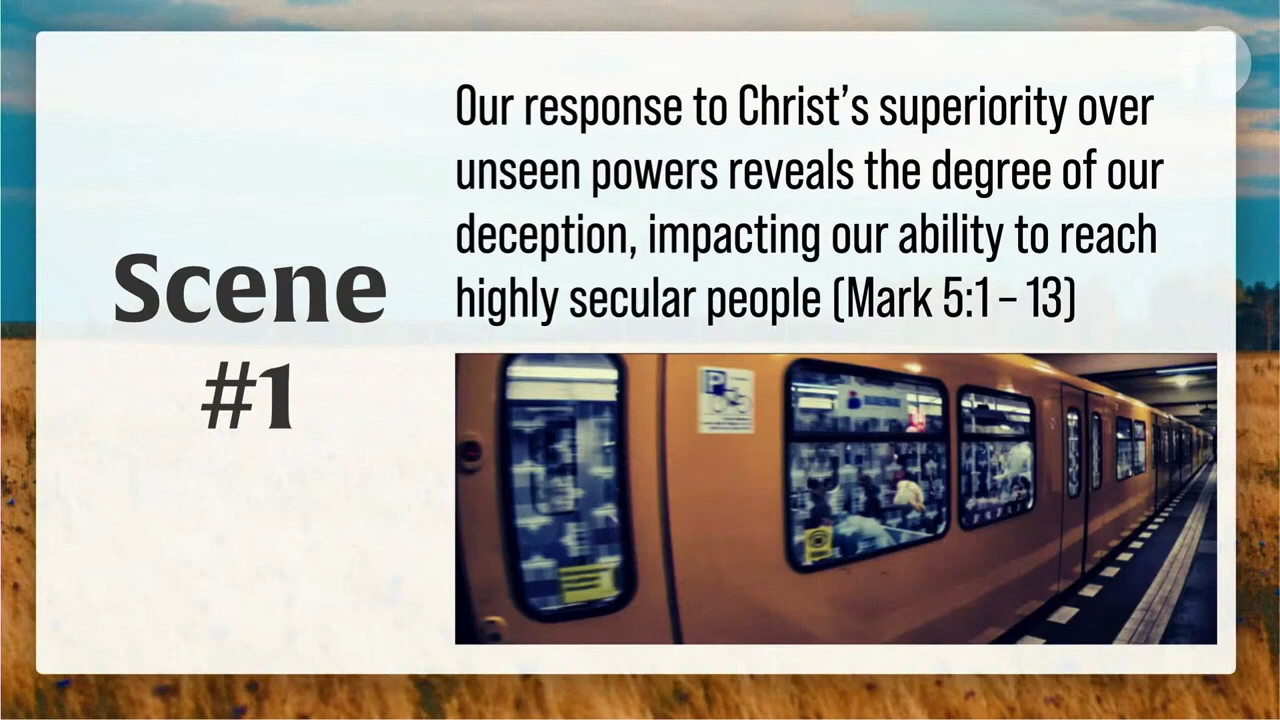 Scene
#1
Our response to Christ’s superiority over
unseen powers reveals the degree of our
deception, impacting our ability to reach
highly secular people (Mark 5:1 – 13)
P